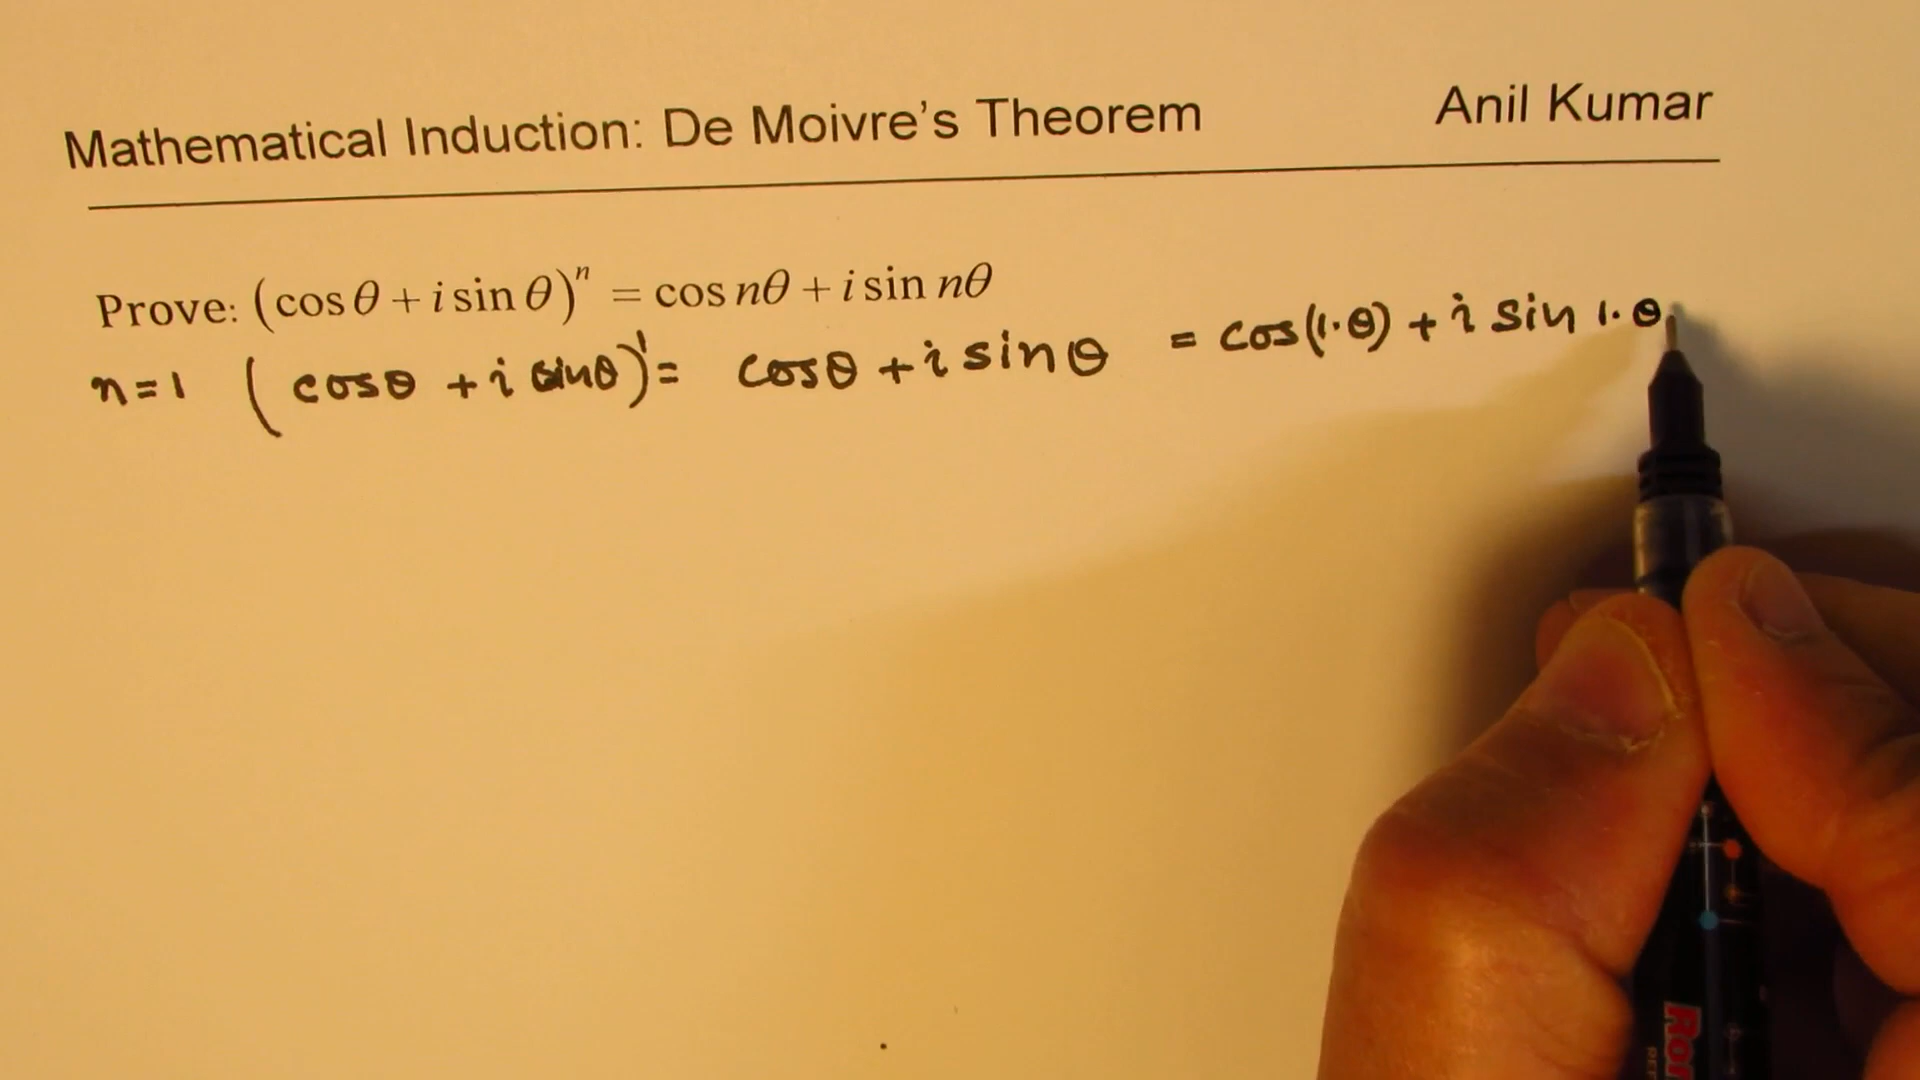 Mathematical Induction: De Moivre's Theorem Anil Kumar
Prove: (cos θ + i sin θ)ⁿ = cos nθ + i sin nθ
n = 1 ( cosθ + i sinθ )¹ = cosθ + i sinθ = cos(1·θ) + i sin 1·θ
Ro